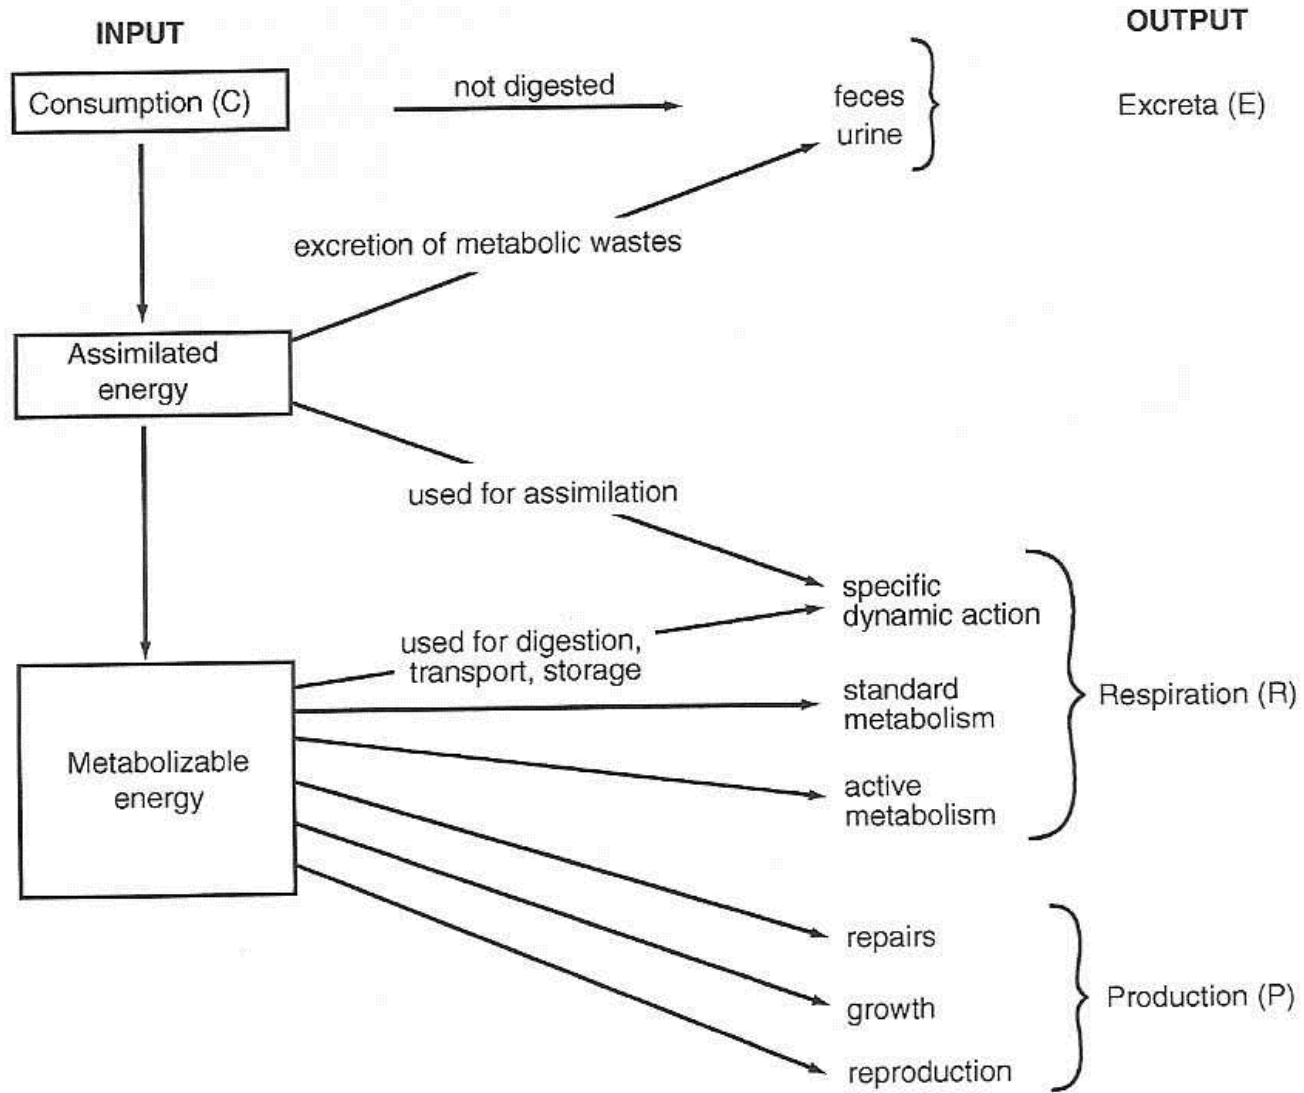 INPUT
OUTPUT
Consumption (C)
not digested
feces
urine
Excreta (E)
excretion of metabolic wastes
Assimilated
energy
used for assimilation
specific
dynamic action
used for digestion,
transport, storage
standard
metabolism
Respiration (R)
Metabolizable
energy
active
metabolism
repairs
growth
Production (P)
reproduction